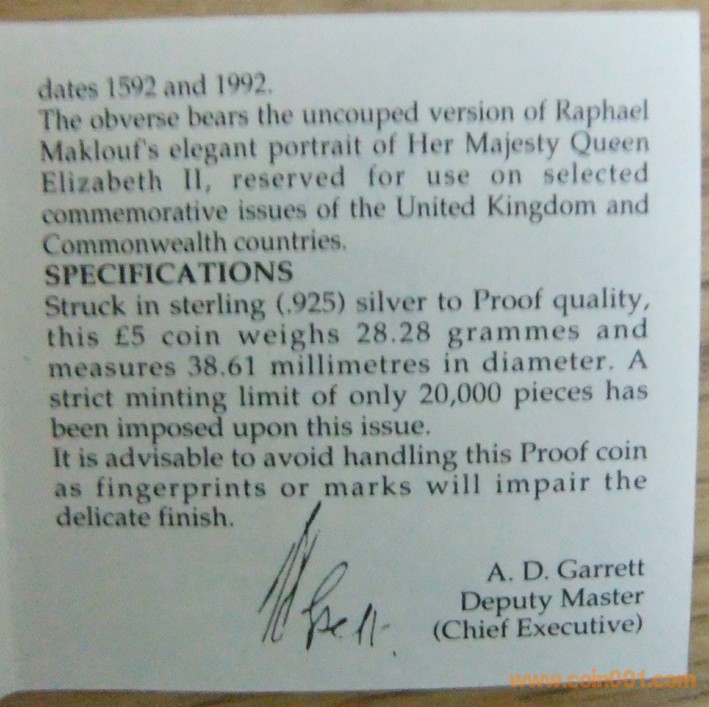 dates 1592 and 1992.
The obverse bears the uncouped version of Raphael
Maklouf's elegant portrait of Her Majesty Queen
Elizabeth II, reserved for use on selected
commemorative issues of the United Kingdom and
Commonwealth countries.
SPECIFICATIONS
Struck in sterling (.925) silver to Proof quality,
this £5 coin weighs 28.28 grammes and
measures 38.61 millimetres in diameter. A
strict minting limit of only 20,000 pieces has
been imposed upon this issue.
It is advisable to avoid handling this Proof coin
as fingerprints or marks will impair the
delicate finish.
A. D. Garrett
Deputy Master
(Chief Executive)
www.coin001.com